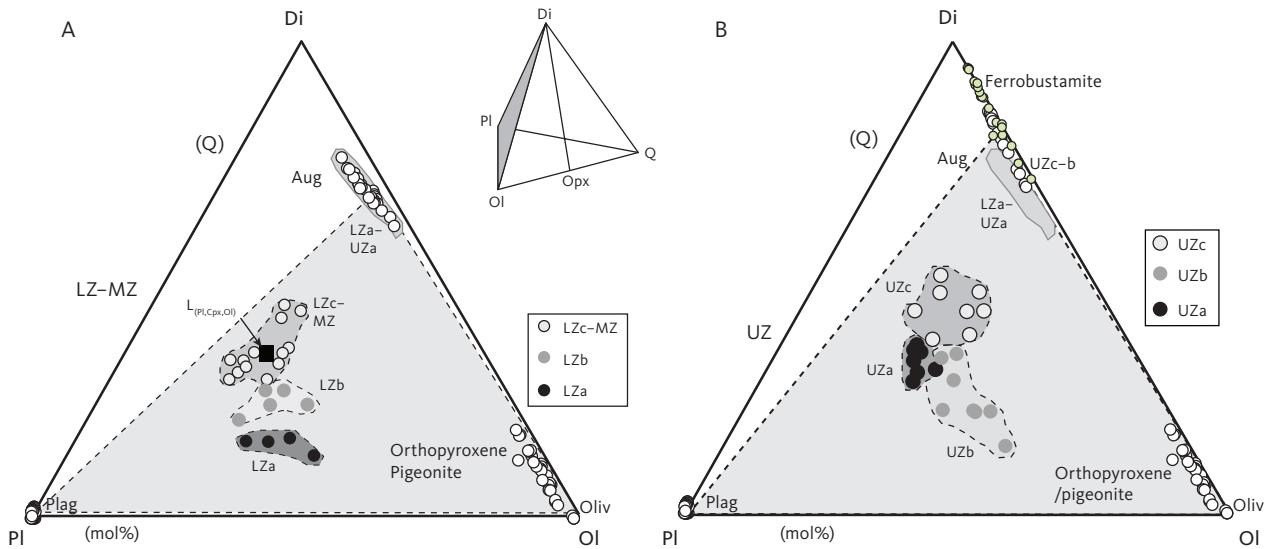 A
Di
(Q)
Aug
LZa–
UZa
LZ–MZ
L(Pl,Cpx,Ol)
LZc–
MZ
LZb
LZa
Orthopyroxene
Pigeonite
Plag
Oliv
Pl
(mol%)
Ol
Di
Pl
Q
Opx
Ol
LZc–MZ
LZb
LZa
B
Di
Ferrobustamite
(Q)
Aug
UZc–b
LZa–
UZa
UZ
UZc
UZa
UZb
Orthopyroxene
/pigeonite
Plag
Oliv
Pl
(mol%)
Ol
UZc
UZb
UZa